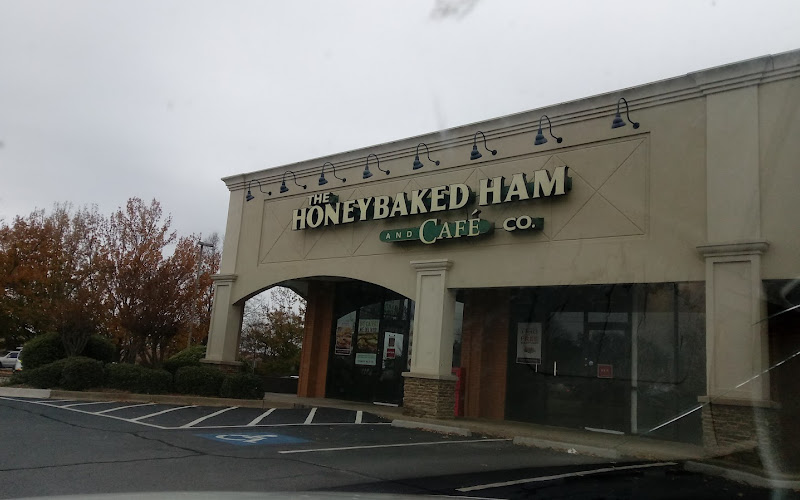 THE
HONEYBAKED HAM
AND CAFÉ CO.